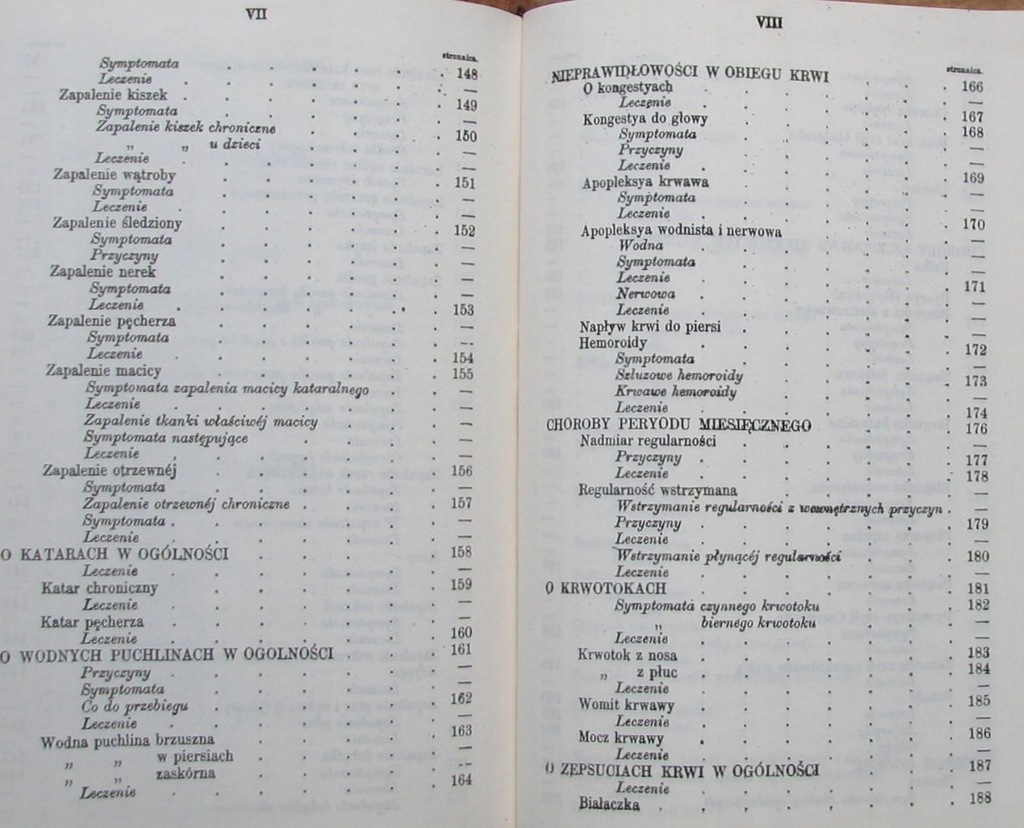 VII
stronica.
Symptomata . . . . . . 148
Leczenie . . . . . . —
Zapalenie kiszek . . . . . . 149
Symptomata . . . . . . —
Zapalenie kiszek chroniczne . . . . 150
„ „ u dzieci . . . . —
Leczenie . . . . . . —
Zapalenie wątroby . . . . . 151
Symptomata . . . . . —
Leczenie . . . . . . —
Zapalenie śledziony . . . . . 152
Symptomata . . . . . —
Przyczyny . . . . . —
Zapalenie nerek . . . . . —
Symptomata . . . . . —
Leczenie . . . . . . 153
Zapalenie pęcherza . . . . . —
Symptomata . . . . . —
Leczenie . . . . . . 154
Zapalenie macicy . . . . . 155
Symptomata zapalenia macicy kataralnego . . —
Leczenie . . . . . . —
Zapalenie tkanki właściwéj macicy . . . —
Symptomata następujące . . . . —
Leczenie . . . . . . —
Zapalenie otrzewnéj . . . . . 156
Symptomata . . . . . . —
Zapalenie otrzewnéj chroniczne . . . . 157
Symptomata . . . . . . —
Leczenie . . . . . . —
O KATARACH W OGÓLNOŚCI . . . . 158
Leczenie . . . . . . —
Katar chroniczny . . . . . 159
Leczenie . . . . . . —
Katar pęcherza . . . . . . —
Leczenie . . . . . . 160
O WODNYCH PUCHLINACH W OGOLNOŚCI . . . 161
Przyczyny . . . . . . —
Symptomata . . . . . —
Co do przebiegu . . . . . 162
Leczenie . . . . . . —
Wodna puchlina brzuszna . . . . 163
„ „ w piersiach . . . . —
„ „ zaskórna . . . . —
Leczenie . . . . . . 164
VIII
stronica.
NIEPRAWIDŁOWOŚCI W OBIEGU KRWI . . . 166
O kongestyach . . . . . —
Leczenie . . . . . . —
Kongestya do głowy . . . . . 167
Symptomata . . . . . 168
Przyczyny . . . . . —
Leczenie . . . . . —
Apopleksya krwawa . . . . . 169
Symptomata . . . . . —
Leczenie . . . . . . —
Apopleksya wodnista i nerwowa . . . . 170
Wodna . . . . . . —
Symptomata . . . . . —
Leczenie . . . . . . —
Nerwowa . . . . . . 171
Leczenie . . . . . . —
Napływ krwi do piersi . . . . . —
Hemoroidy . . . . . . 172
Symptomata . . . . . —
Szluzowe hemoroidy . . . . . 173
Krwawe hemoroidy . . . . . —
Leczenie . . . . . . 174
CHOROBY PERYODU MIESIĘCZNEGO . . . . 176
Nadmiar regularności . . . . . —
Przyczyny . . . . . . 177
Leczenie . . . . . . 178
Regularność wstrzymana . . . . . —
Wstrzymanie regularności z wewnętrznych przyczyn . —
Przyczyny . . . . . . 179
Leczenie . . . . . . —
Wstrzymanie płynącéj regularności . . . 180
Leczenie . . . . . . —
O KRWOTOKACH . . . . . . 181
Symptomata czynnego krwotoku . . . . 182
„ biernego krwotoku . . . . —
Leczenie . . . . . . —
Krwotok z nosa . . . . . . 183
„ z płuc . . . . . . 184
Leczenie . . . . . . —
Womit krwawy . . . . . . 185
Leczenie . . . . . . —
Mocz krwawy . . . . . . 186
Leczenie . . . . . . —
O ZEPSUCIACH KRWI W OGÓLNOŚCI . . . 187
Leczenie . . . . . . —
Białaczka . . . . . . 188